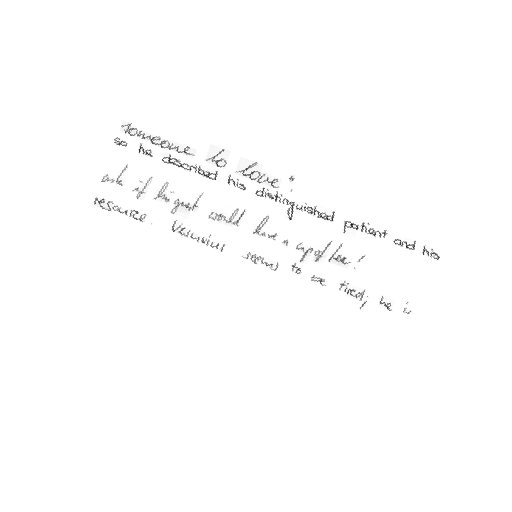 someone to love "
so he described his distinguished patient and his
ask if his guest would have a cup of tea.
resource. Vesuvius seems to be tired; he is